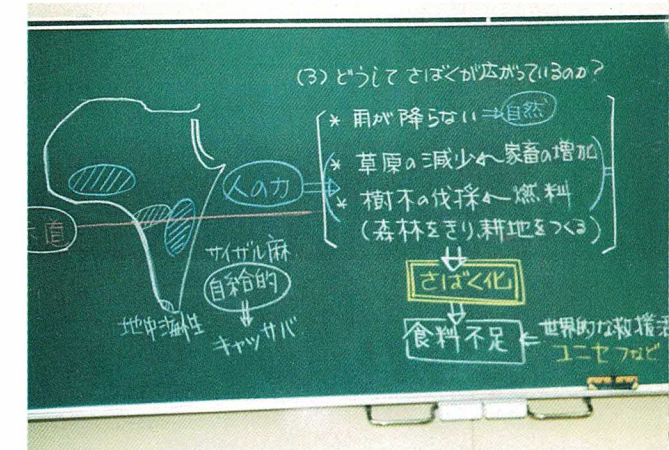 (3) どうしてさばくが広がっているのか?
* 雨が降らない⇒自然
* 草原の減少←家畜の増加
* 樹木の伐採←燃料
(森林をきり、耕地をつくる)
人の力⇒
さばく化
食料不足
⇐世界的な救援活
ユニセフなど
道
サイザル麻
自給的
キャッサバ
地中海性